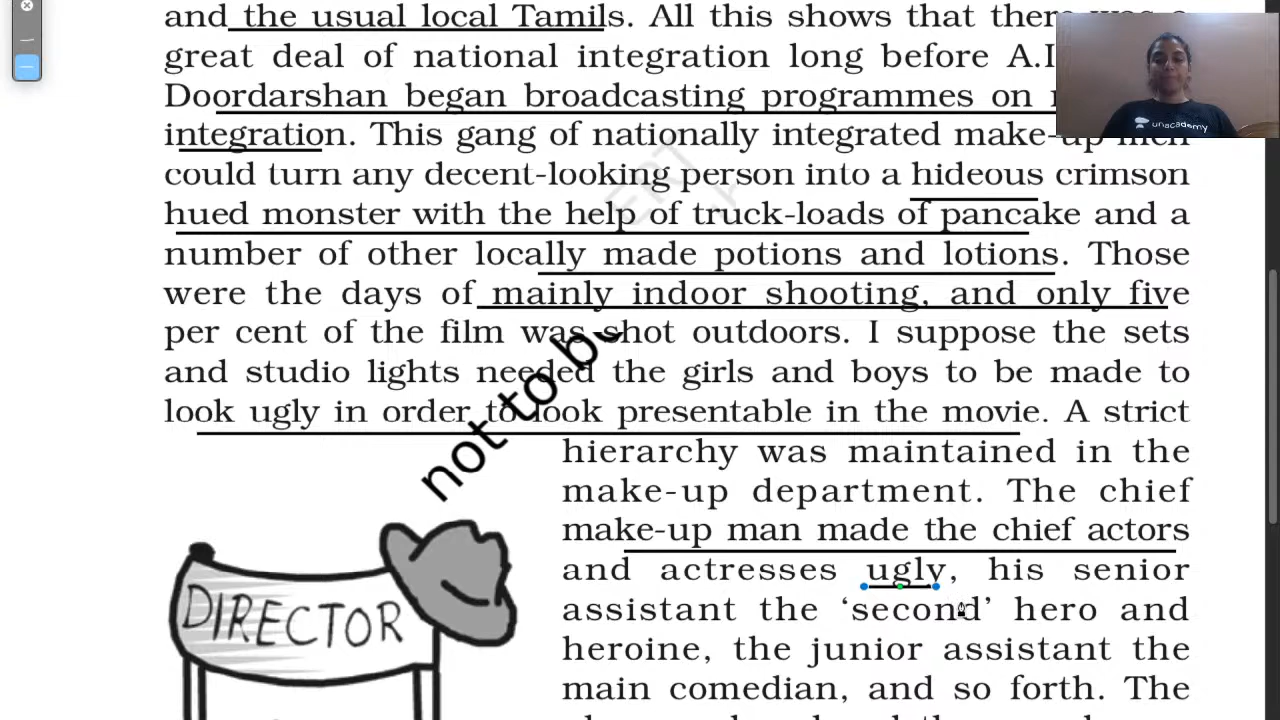 and the usual local Tamils. All this shows that there was a
great deal of national integration long before A.I
Doordarshan began broadcasting programmes on
integration. This gang of nationally integrated make-up men
could turn any decent-looking person into a hideous crimson
hued monster with the help of truck-loads of pancake and a
number of other locally made potions and lotions. Those
were the days of mainly indoor shooting, and only five
per cent of the film was shot outdoors. I suppose the sets
and studio lights needed the girls and boys to be made to
look ugly in order to look presentable in the movie. A strict
hierarchy was maintained in the
make-up department. The chief
make-up man made the chief actors
and actresses ugly, his senior
assistant the ‘second’ hero and
heroine, the junior assistant the
main comedian, and so forth. The
not to be
DIRECTOR
unacademy